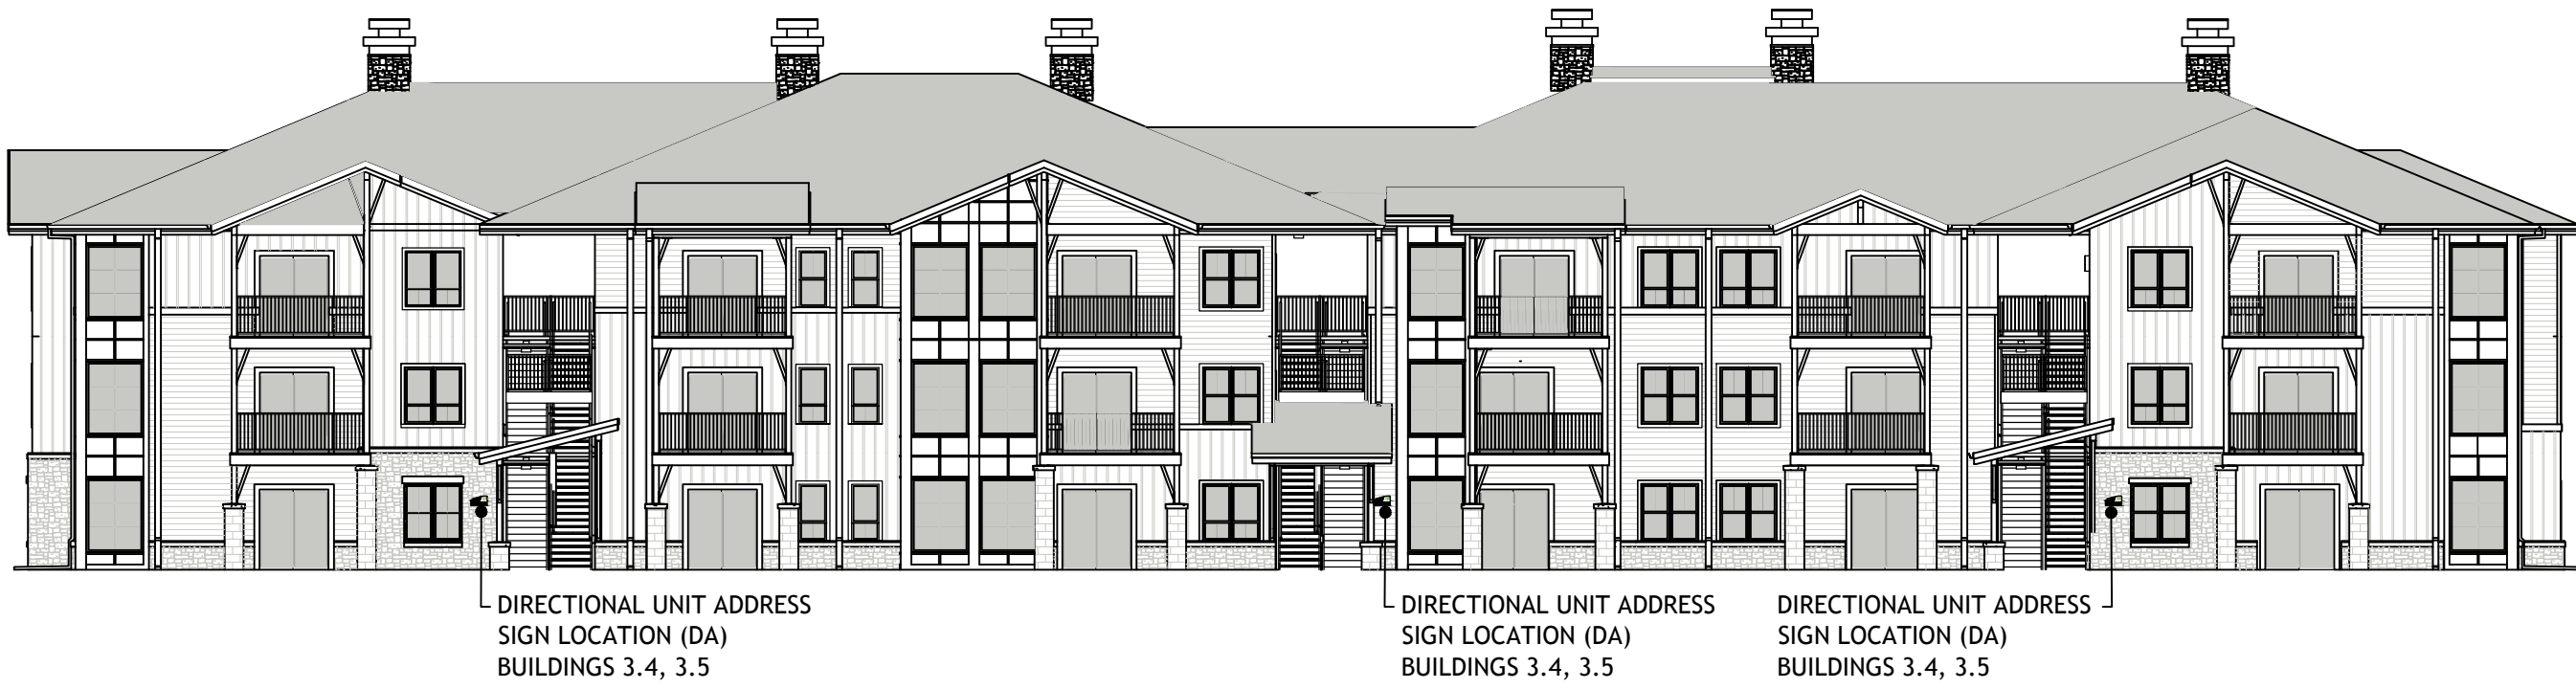 DIRECTIONAL UNIT ADDRESS
SIGN LOCATION (DA)
BUILDINGS 3.4, 3.5
DIRECTIONAL UNIT ADDRESS
SIGN LOCATION (DA)
BUILDINGS 3.4, 3.5
DIRECTIONAL UNIT ADDRESS
SIGN LOCATION (DA)
BUILDINGS 3.4, 3.5